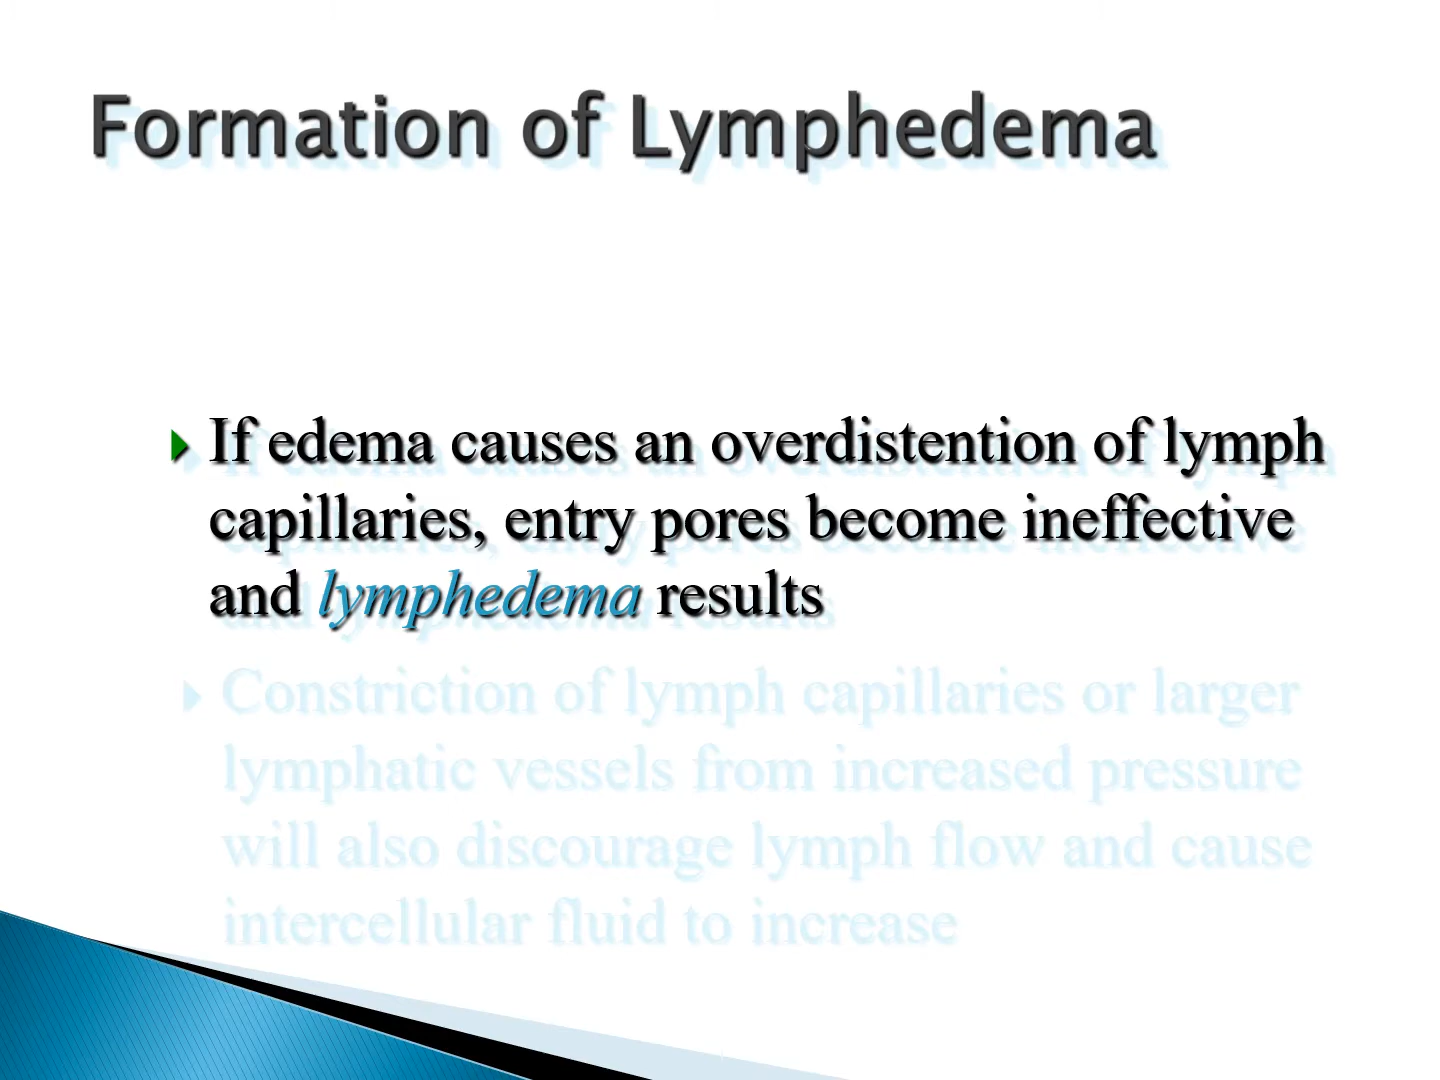 Formation of Lymphedema
If edema causes an overdistention of lymph
capillaries, entry pores become ineffective
and lymphedema results
Constriction of lymph capillaries or larger
lymphatic vessels from increased pressure
will also discourage lymph flow and cause
intercellular fluid to increase